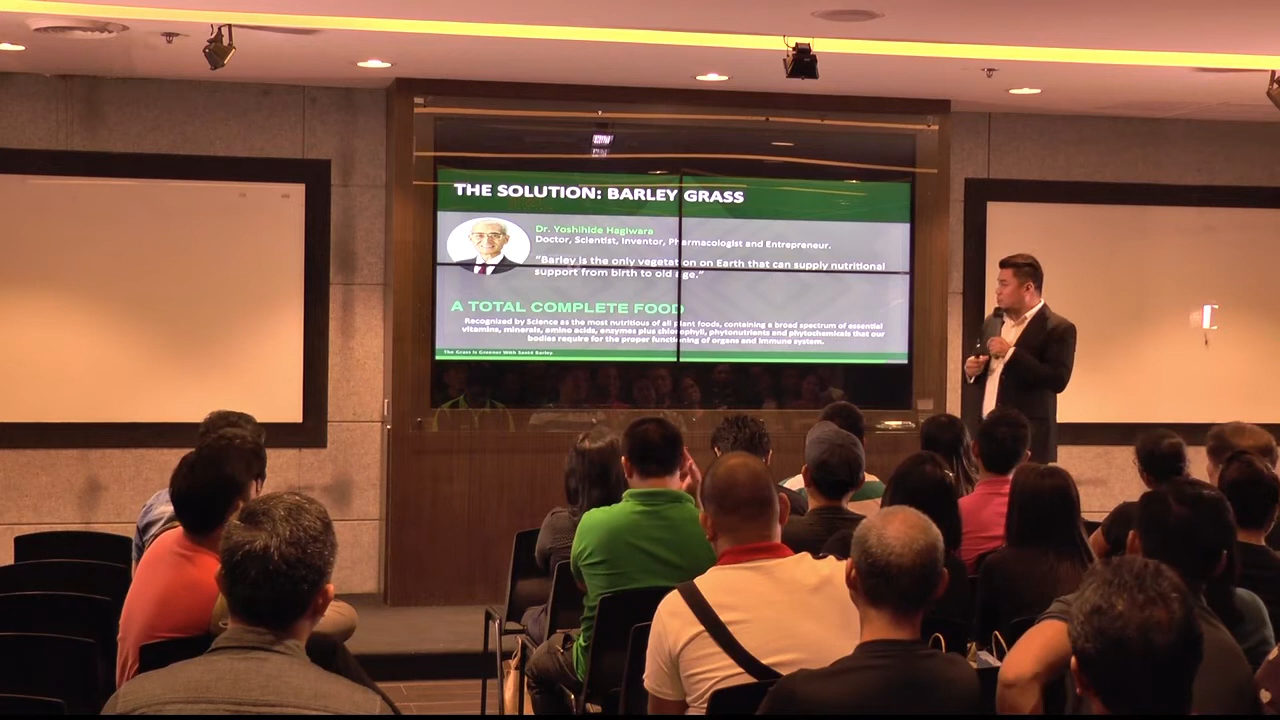 THE SOLUTION: BARLEY GRASS
Dr. Yoshihide Hagiwara
Doctor, Scientist, Inventor, Pharmacologist and Entrepreneur.
"Barley is the only vegetation on Earth that can supply nutritional
support from birth to old age."
A TOTAL COMPLETE FOOD
Recognized by Science as the most nutritious of all plant foods, containing a broad spectrum of essential
vitamins, minerals, amino acids, enzymes plus chlorophyll, phytonutrients and phytochemicals that our
bodies require for the proper functioning of organs and immune system.
The Grass Is Greener With Santé Barley.